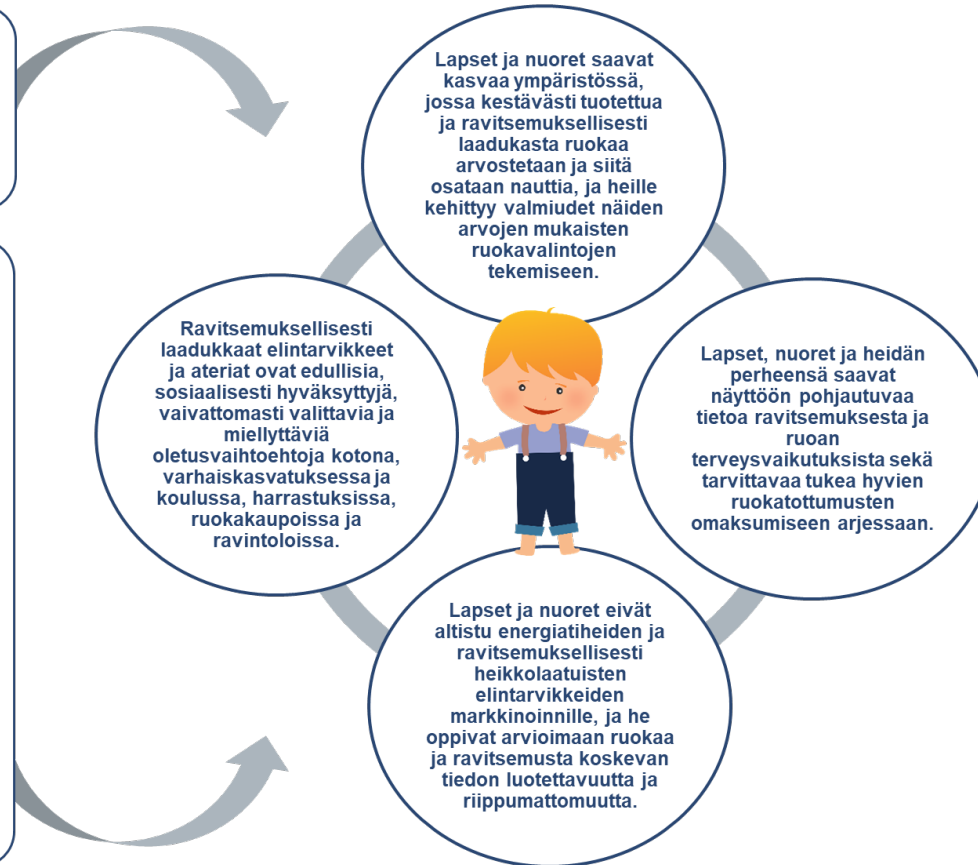 Lapset ja nuoret saavat
kasvaa ympäristössä,
jossa kestävästi tuotettua
ja ravitsemuksellisesti
laadukasta ruokaa
arvostetaan ja siitä
osataan nauttia, ja heille
kehittyy valmiudet näiden
arvojen mukaisten
ruokavalintojen
tekemiseen.
Ravitsemuksellisesti
laadukkaat elintarvikkeet
ja ateriat ovat edullisia,
sosiaalisesti hyväksyttyjä,
vaivattomasti valittavia ja
miellyttäviä
oletusvaihtoehtoja kotona,
varhaiskasvatuksessa ja
koulussa, harrastuksissa,
ruokakaupoissa ja
ravintoloissa.
Lapset, nuoret ja heidän
perheensä saavat
näyttöön pohjautuvaa
tietoa ravitsemuksesta ja
ruoan
terveysvaikutuksista sekä
tarvittavaa tukea hyvien
ruokatottumusten
omaksumiseen arjessaan.
Lapset ja nuoret eivät
altistu energiatiheiden ja
ravitsemuksellisesti
heikkolaatuisten
elintarvikkeiden
markkinoinnille, ja he
oppivat arvioimaan ruokaa
ja ravitsemusta koskevan
tiedon luotettavuutta ja
riippumattomuutta.